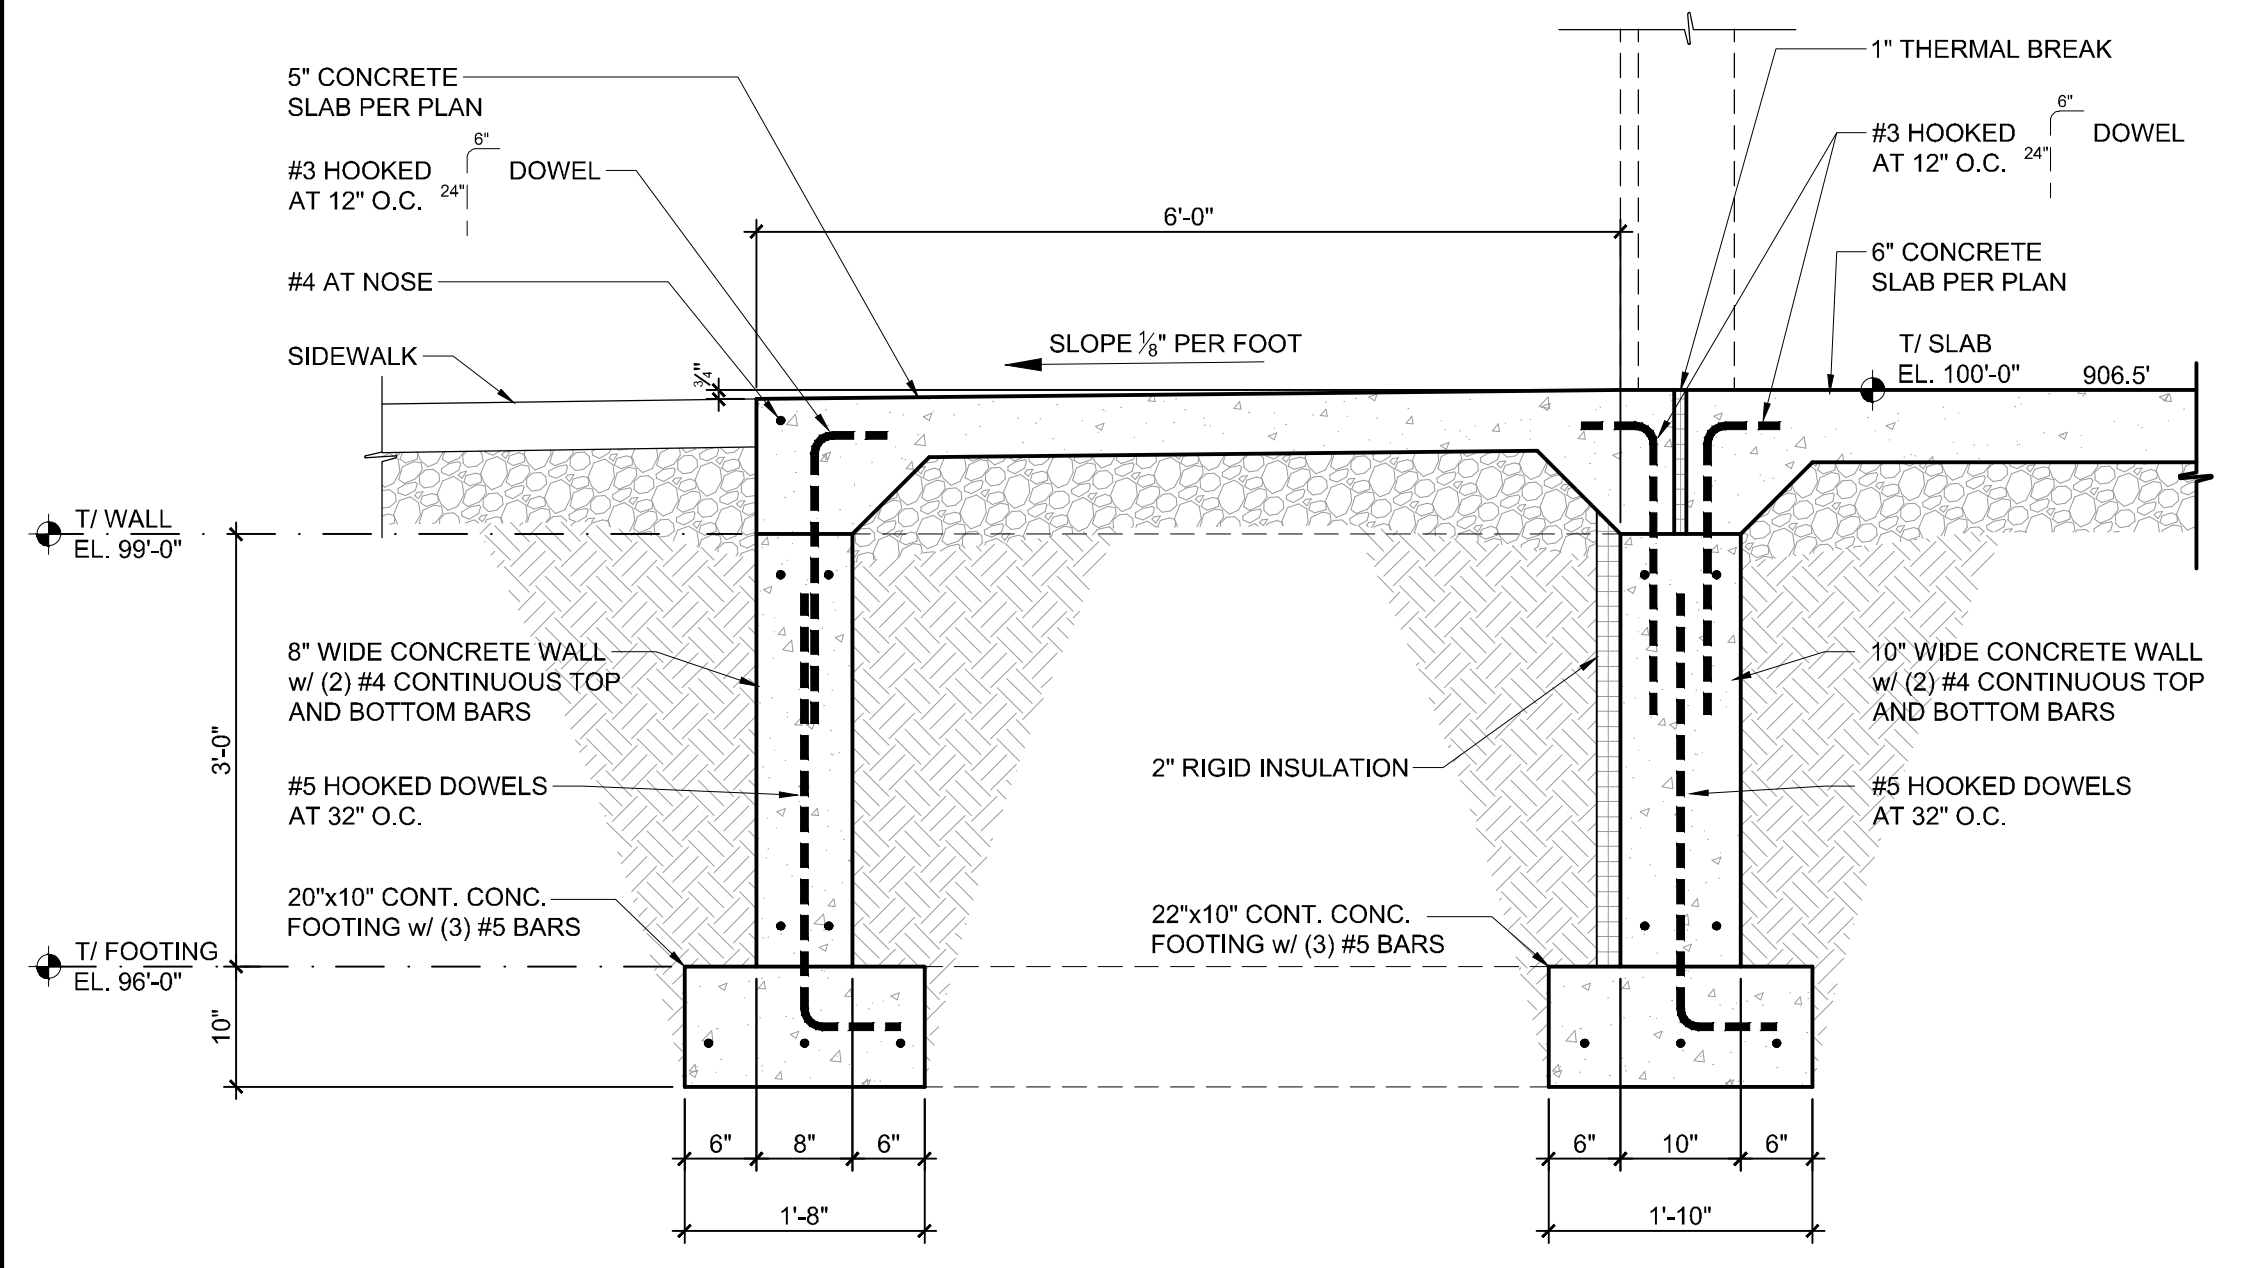 5" CONCRETE
SLAB PER PLAN
6"
#3 HOOKED DOWEL
AT 12" O.C. 24"
#4 AT NOSE
SIDEWALK
3/4"
6'-0"
SLOPE 1/8" PER FOOT
1" THERMAL BREAK
6"
#3 HOOKED DOWEL
AT 12" O.C. 24"
6" CONCRETE
SLAB PER PLAN
T/ SLAB
EL. 100'-0" 906.5'
T/ WALL
EL. 99'-0"
8" WIDE CONCRETE WALL
w/ (2) #4 CONTINUOUS TOP
AND BOTTOM BARS
3'-0"
#5 HOOKED DOWELS
AT 32" O.C.
20"x10" CONT. CONC.
FOOTING w/ (3) #5 BARS
T/ FOOTING
EL. 96'-0"
10"
2" RIGID INSULATION
22"x10" CONT. CONC.
FOOTING w/ (3) #5 BARS
10" WIDE CONCRETE WALL
w/ (2) #4 CONTINUOUS TOP
AND BOTTOM BARS
#5 HOOKED DOWELS
AT 32" O.C.
6" 8" 6"
1'-8"
6" 10" 6"
1'-10"